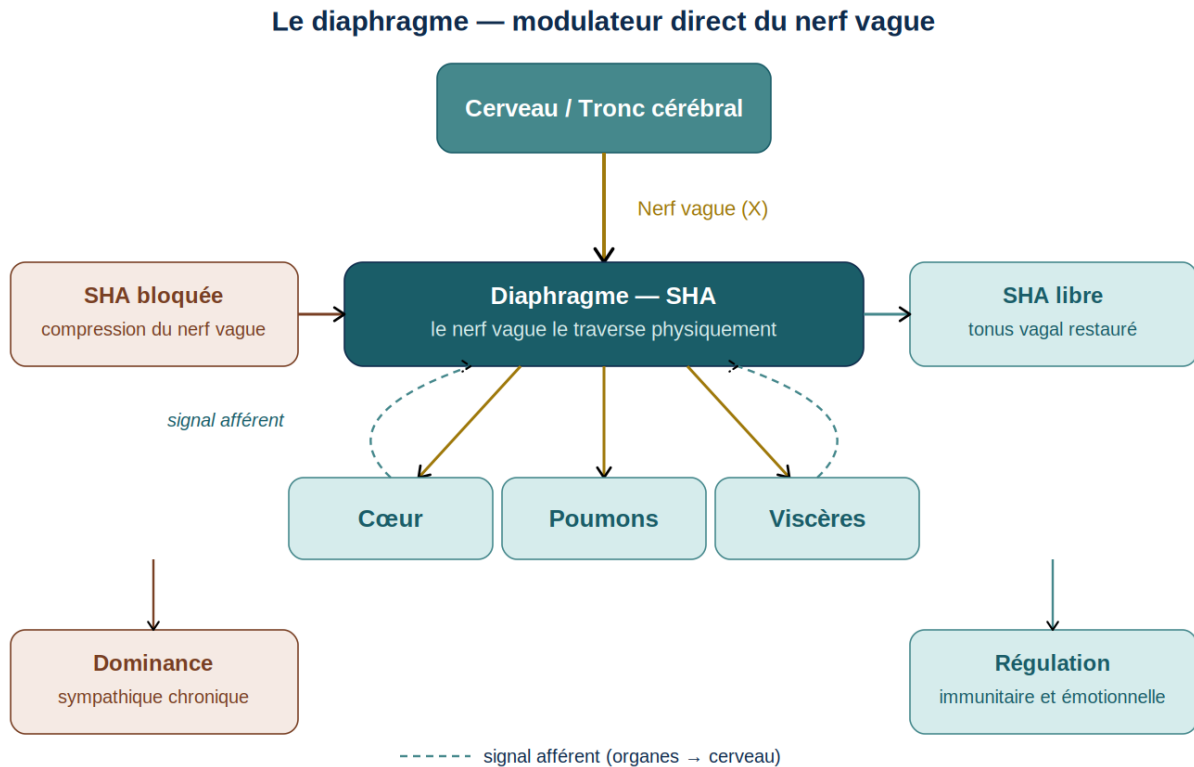 Le diaphragme — modulateur direct du nerf vague
Cerveau / Tronc cérébral
Nerf vague (X)
SHA bloquée
compression du nerf vague
Diaphragme — SHA
le nerf vague le traverse physiquement
SHA libre
tonus vagal restauré
signal afférent
Cœur
Poumons
Viscères
Dominance
sympathique chronique
Régulation
immunitaire et émotionnelle
signal afférent (organes → cerveau)